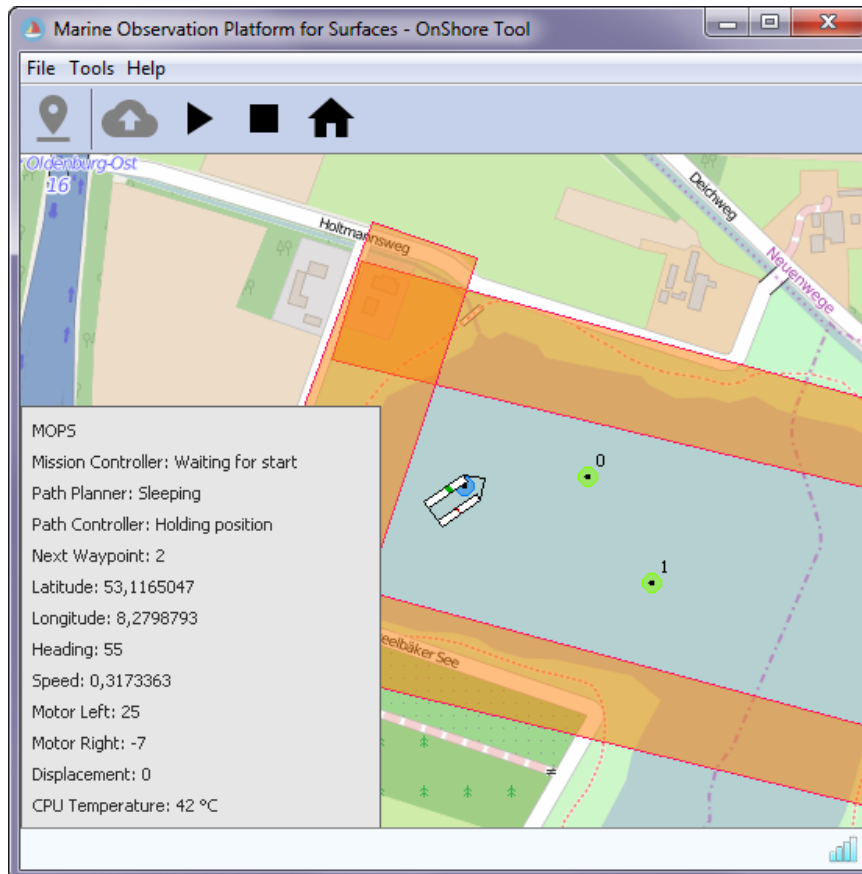 Marine Observation Platform for Surfaces - OnShore Tool
File Tools Help
Oldenburg-Ost
16
Holtmannsweg
Deichweg
Neuenwege
MOPS
Mission Controller: Waiting for start
Path Planner: Sleeping
Path Controller: Holding position
Next Waypoint: 2
Latitude: 53,1165047
Longitude: 8,2798793
Heading: 55
Speed: 0,3173363
Motor Left: 25
Motor Right: -7
Displacement: 0
CPU Temperature: 42 °C
0
1
See